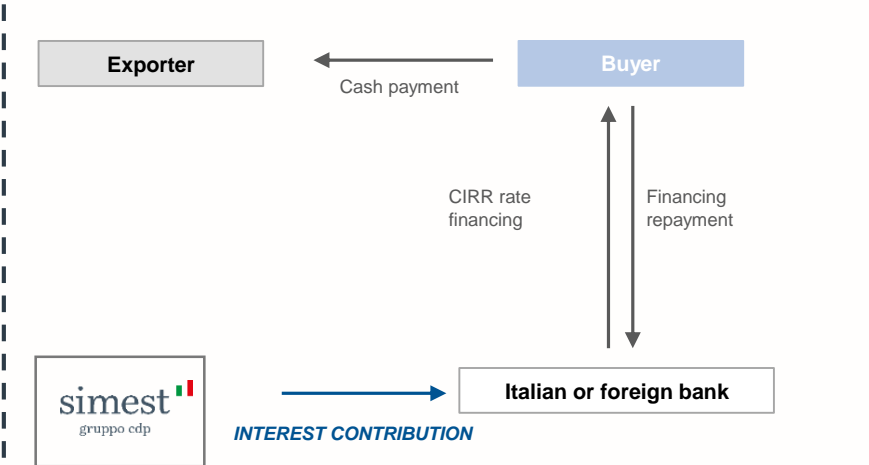 Exporter
Buyer
Cash payment
CIRR rate
financing
Financing
repayment
simest
gruppo cdp
Italian or foreign bank
INTEREST CONTRIBUTION